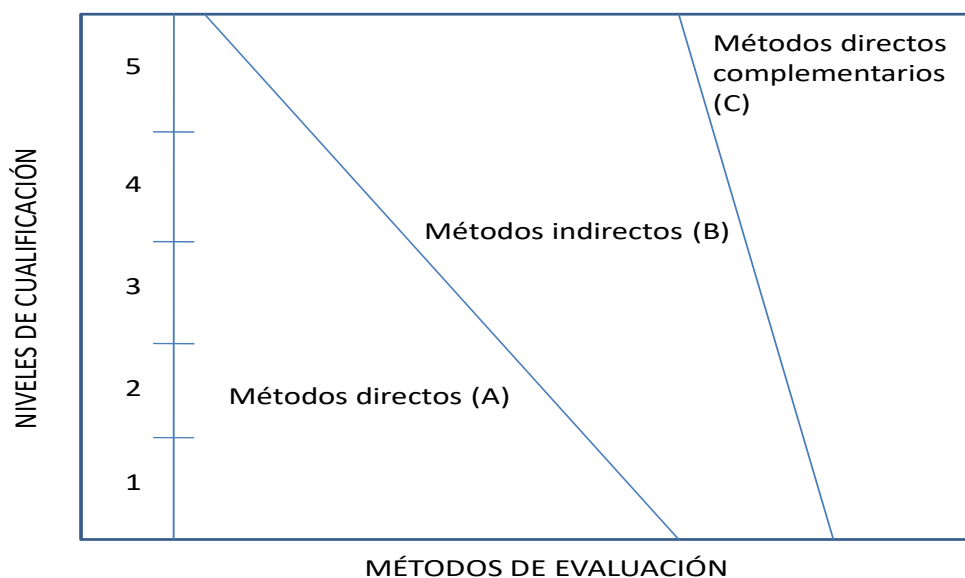 Métodos directos
complementarios
(C)
5
4
Métodos indirectos (B)
3
NIVELES DE CUALIFICACIÓN
2
Métodos directos (A)
1
MÉTODOS DE EVALUACIÓN